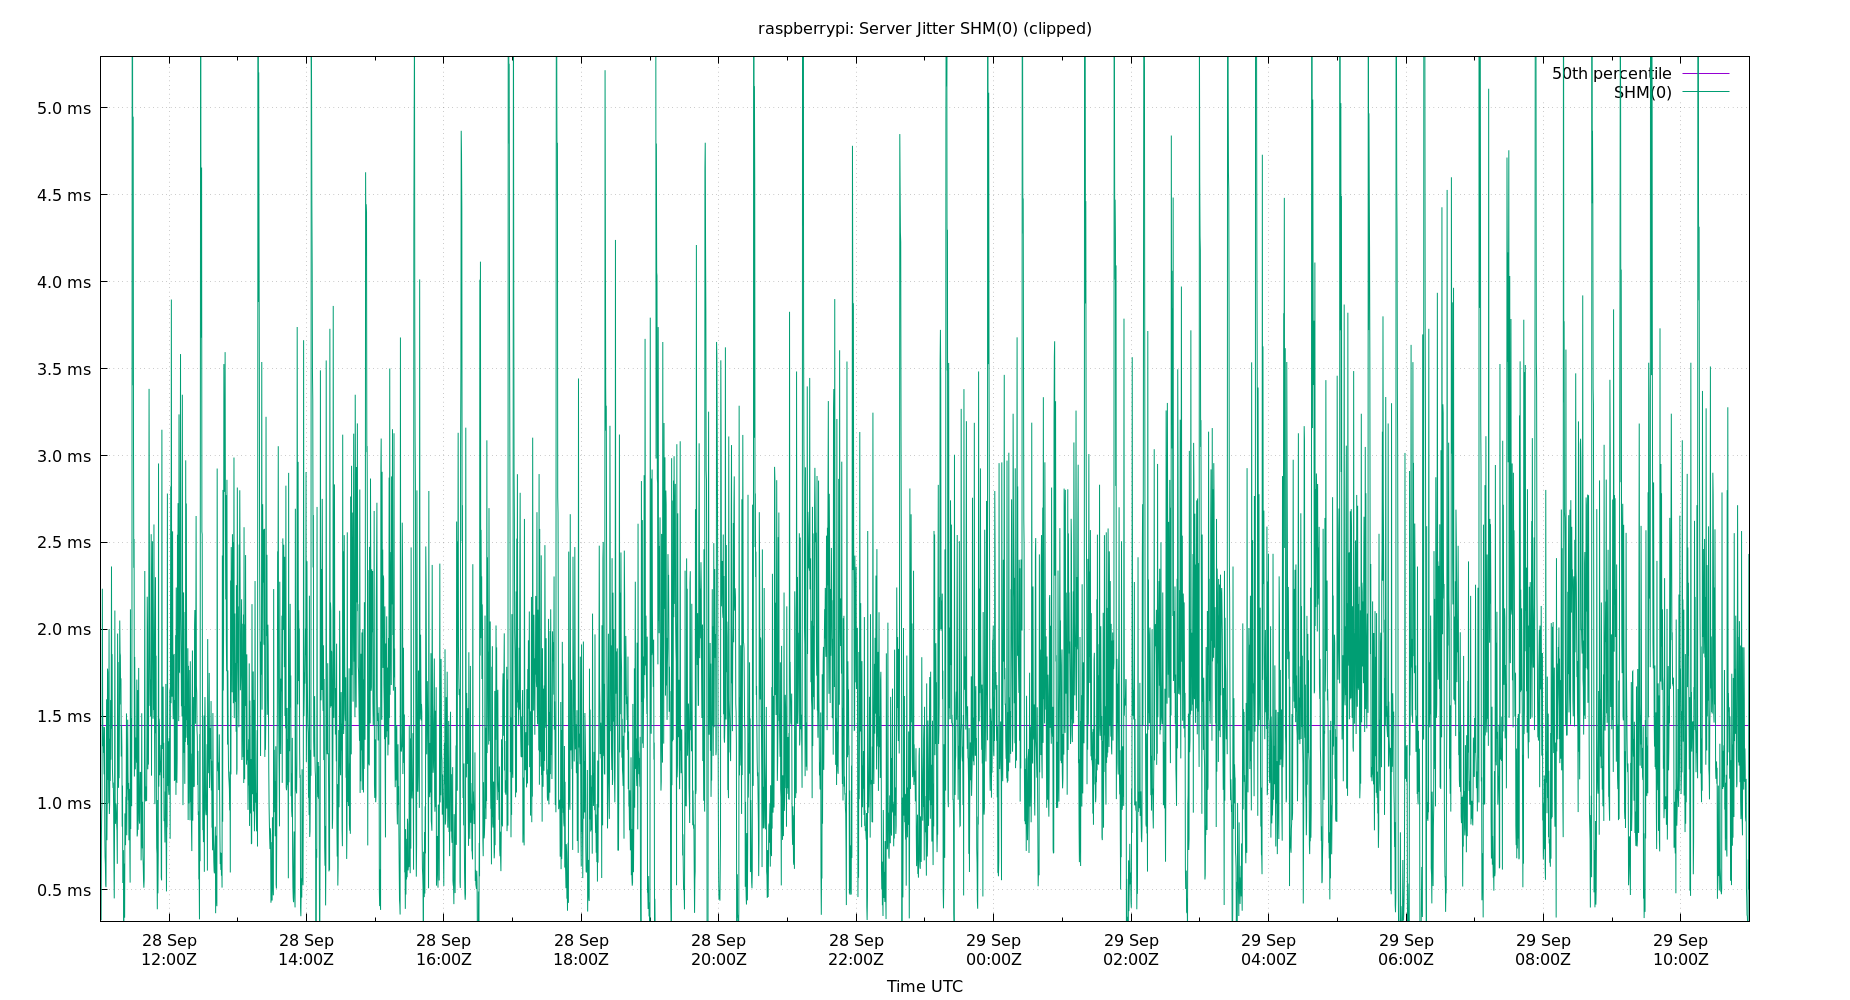 raspberrypi: Server Jitter SHM(0) (clipped)
50th percentile
SHM(0)
5.0 ms
4.5 ms
4.0 ms
3.5 ms
3.0 ms
2.5 ms
2.0 ms
1.5 ms
1.0 ms
0.5 ms
28 Sep 28 Sep 28 Sep 28 Sep 28 Sep 28 Sep 29 Sep 29 Sep 29 Sep 29 Sep 29 Sep 29 Sep
12:00Z 14:00Z 16:00Z 18:00Z 20:00Z 22:00Z 00:00Z 02:00Z 04:00Z 06:00Z 08:00Z 10:00Z
Time UTC